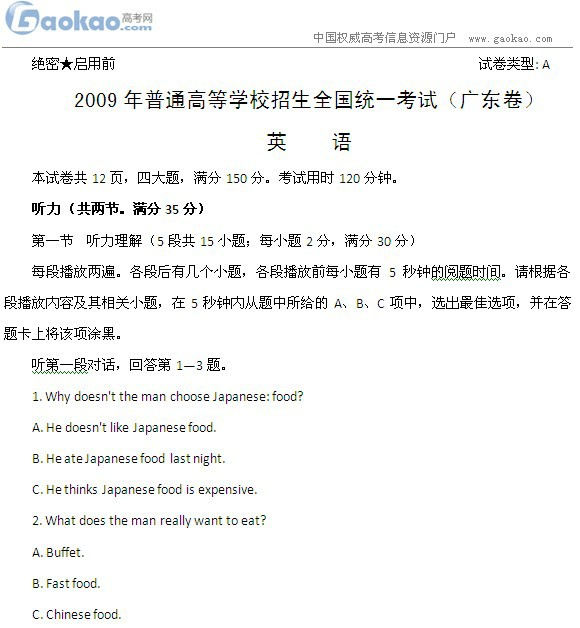 Gaokao高考网
.com
中国权威高考信息资源门户 www.gaokao.com
绝密★启用前 试卷类型: A
2009 年普通高等学校招生全国统一考试（广东卷）
英 语
本试卷共 12 页，四大题，满分 150 分。考试用时 120 分钟。
听力（共两节。满分 35 分）
第一节 听力理解（5 段共 15 小题；每小题 2 分，满分 30 分）
每段播放两遍。各段后有几个小题，各段播放前每小题有 5 秒钟的阅题时间。请根据各
段播放内容及其相关小题，在 5 秒钟内从题中所给的 A、B、C 项中，选出最佳选项，并在答
题卡上将该项涂黑。
听第一段对话，回答第 1—3 题。
1. Why doesn't the man choose Japanese: food?
A. He doesn't like Japanese food.
B. He ate Japanese food last night.
C. He thinks Japanese food is expensive.
2. What does the man really want to eat?
A. Buffet.
B. Fast food.
C. Chinese food.